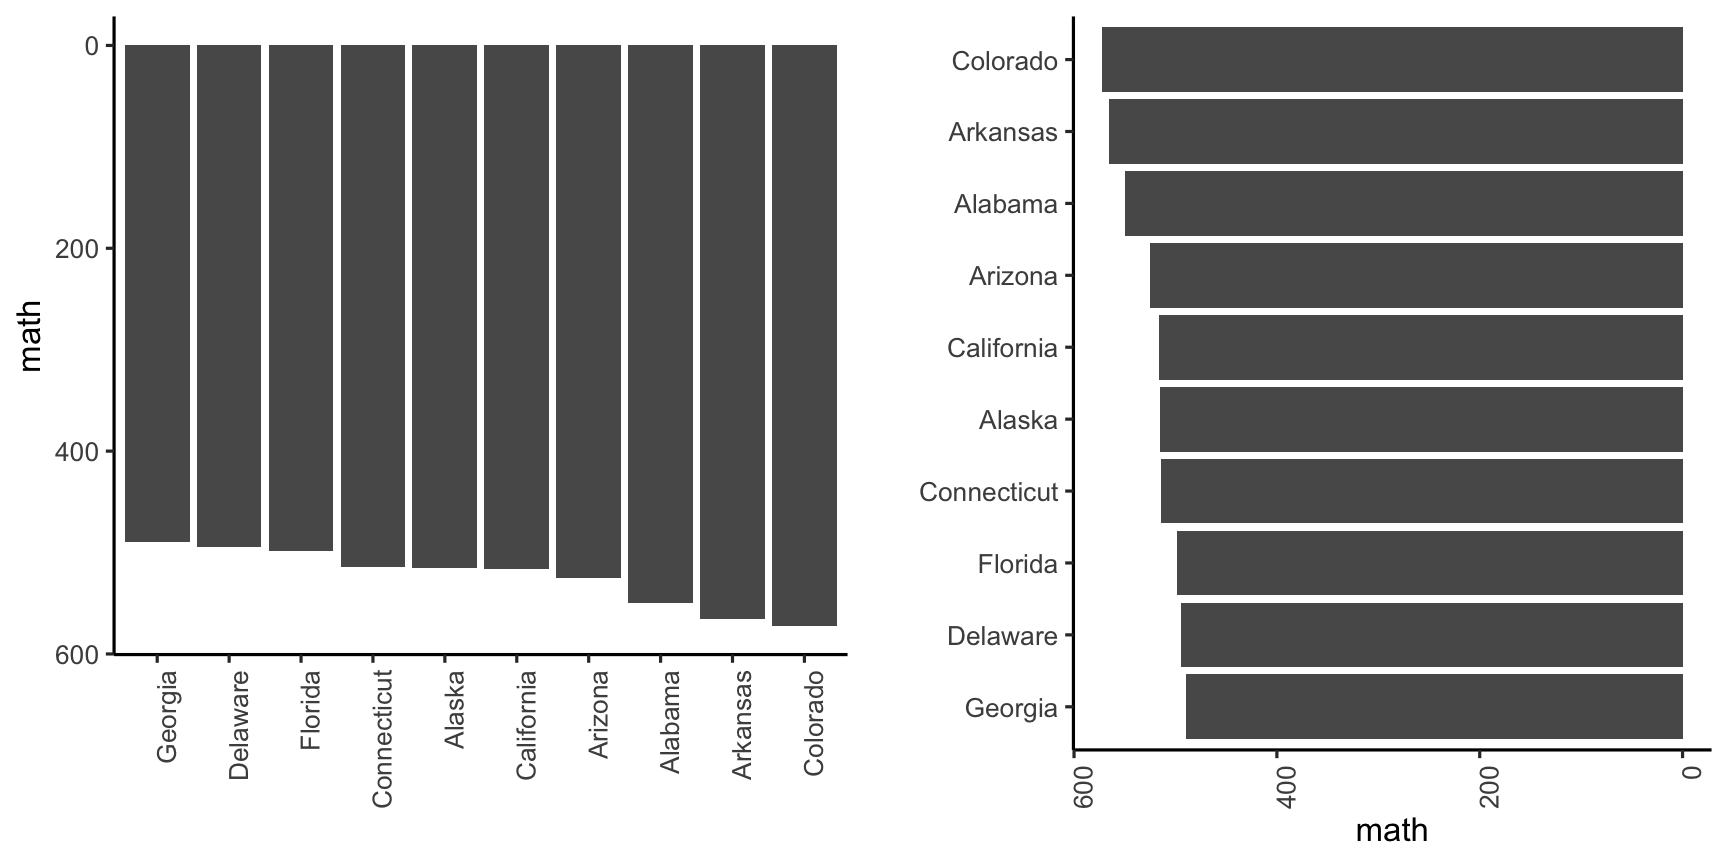 0
200
400
600
math
Georgia
Delaware
Florida
Connecticut
Alaska
California
Arizona
Alabama
Arkansas
Colorado
Colorado
Arkansas
Alabama
Arizona
California
Alaska
Connecticut
Florida
Delaware
Georgia
600
400
200
0
math